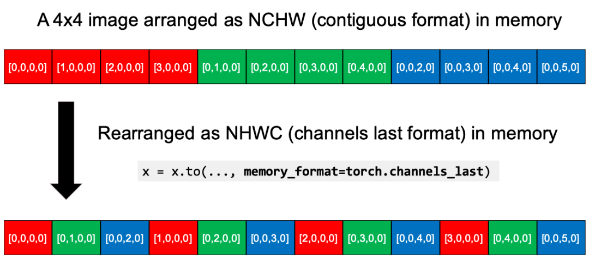 A 4x4 image arranged as NCHW (contiguous format) in memory
[0,0,0,0] [1,0,0,0] [2,0,0,0] [3,0,0,0] [0,1,0,0] [0,2,0,0] [0,3,0,0] [0,4,0,0] [0,0,2,0] [0,0,3,0] [0,0,4,0] [0,0,5,0]
Rearranged as NHWC (channels last format) in memory
x = x.to(..., memory_format=torch.channels_last)
[0,0,0,0] [0,1,0,0] [0,0,2,0] [1,0,0,0] [0,2,0,0] [0,0,3,0] [2,0,0,0] [0,3,0,0] [0,0,4,0] [3,0,0,0] [0,4,0,0] [0,0,5,0]